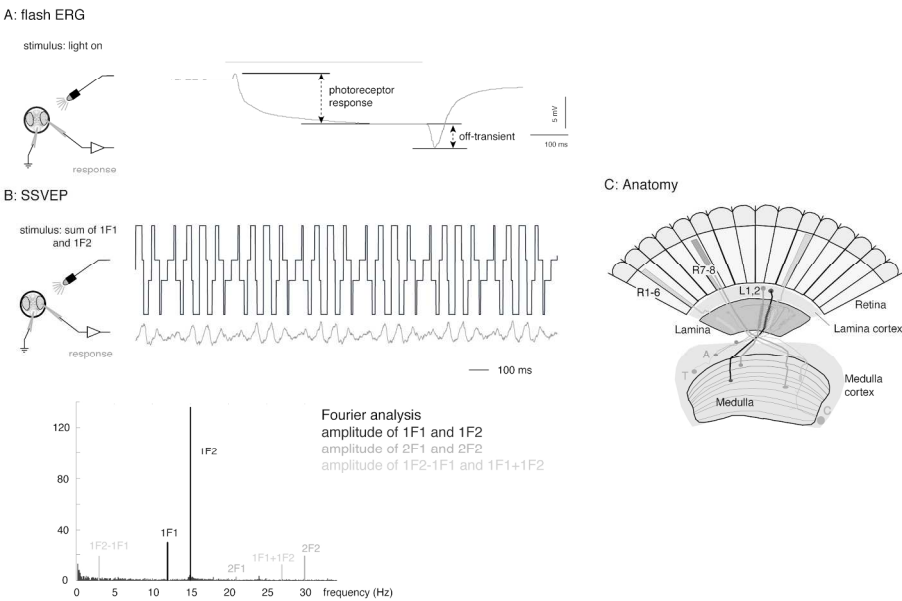 A: flash ERG
stimulus: light on
response
photoreceptor
response
off-transient
5 mV
100 ms
B: SSVEP
stimulus: sum of 1F1
and 1F2
response
100 ms
Fourier analysis
amplitude of 1F1 and 1F2
amplitude of 2F1 and 2F2
amplitude of 1F2-1F1 and 1F1+1F2
120
80
40
0
1F2-1F1
1F1
1F2
2F1
1F1+1F2
2F2
0 5 10 15 20 25 30 frequency (Hz)
C: Anatomy
R7-8
R1-6
L1,2
Retina
Lamina
Lamina cortex
A
T
Medulla
cortex
Medulla
C